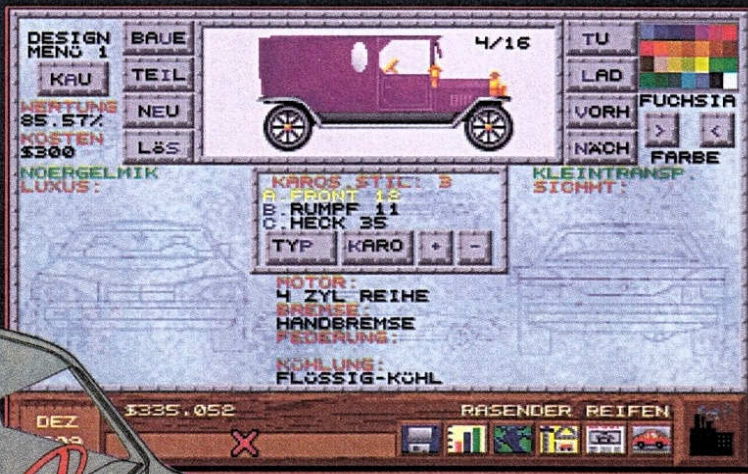 DESIGN
MENÜ 1
KAU
WERTUNG
85.57%
KOSTEN
$300
BAUE
TEIL
NEU
LöS
4/16
TU
LAD
VORH
NÄCH
FUCHSIA
> <
FARBE
NOERGELMIK
LUXUS:
KAROS.STIL: 3
A.FRONT 12
B.RUMPF 11
C.HECK 35
TYP KARO + -
KLEINTRANSP.
SICHHT:
MOTOR:
4 ZYL REIHE
BREMSE:
HANDBREMSE
FEDERUNG:
KÜHLUNG:
FLÜSSIG-KÜHL
DEZ
$335.052
RASENDER REIFEN